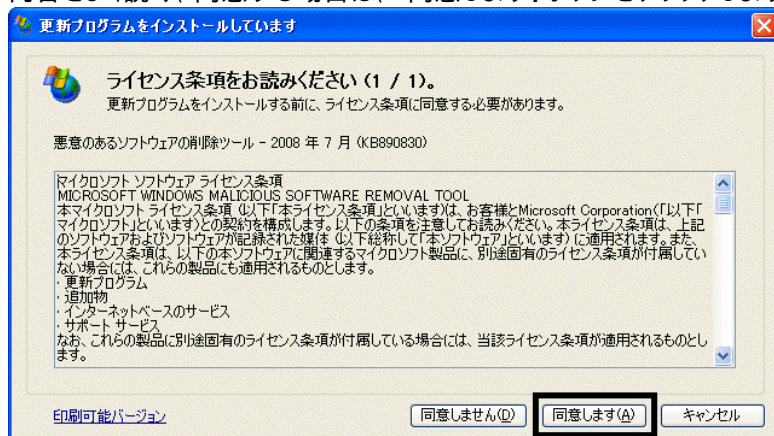 更新プログラムをインストールしています
ライセンス条項をお読みください (1 / 1)。
更新プログラムをインストールする前に、ライセンス条項に同意する必要があります。
悪意のあるソフトウェアの削除ツール - 2008 年 7 月 (KB890830)
マイクロソフト ソフトウェア ライセンス条項
MICROSOFT WINDOWS MALICIOUS SOFTWARE REMOVAL TOOL
本マイクロソフト ライセンス条項 (以下「本ライセンス条項」といいます)は、お客様とMicrosoft Corporation(「以下「
マイクロソフト」といいます)との契約を構成します。以下の条項を注意してお読みください。本ライセンス条項は、上記
のソフトウェアおよびソフトウェアが記録された媒体 (以下総称して「本ソフトウェア」といいます) に適用されます。また、
本ライセンス条項は、以下の本ソフトウェアに関連するマイクロソフト製品に、別途固有のライセンス条項が付属してい
ない場合には、これらの製品にも適用されるものとします。
・更新プログラム
・追加物
・インターネットベースのサービス
・サポート サービス
なお、これらの製品に別途固有のライセンス条項が付属している場合には、当該ライセンス条項が適用されるものとし
ます。
印刷可能バージョン
同意しません(D)
同意します(A)
キャンセル